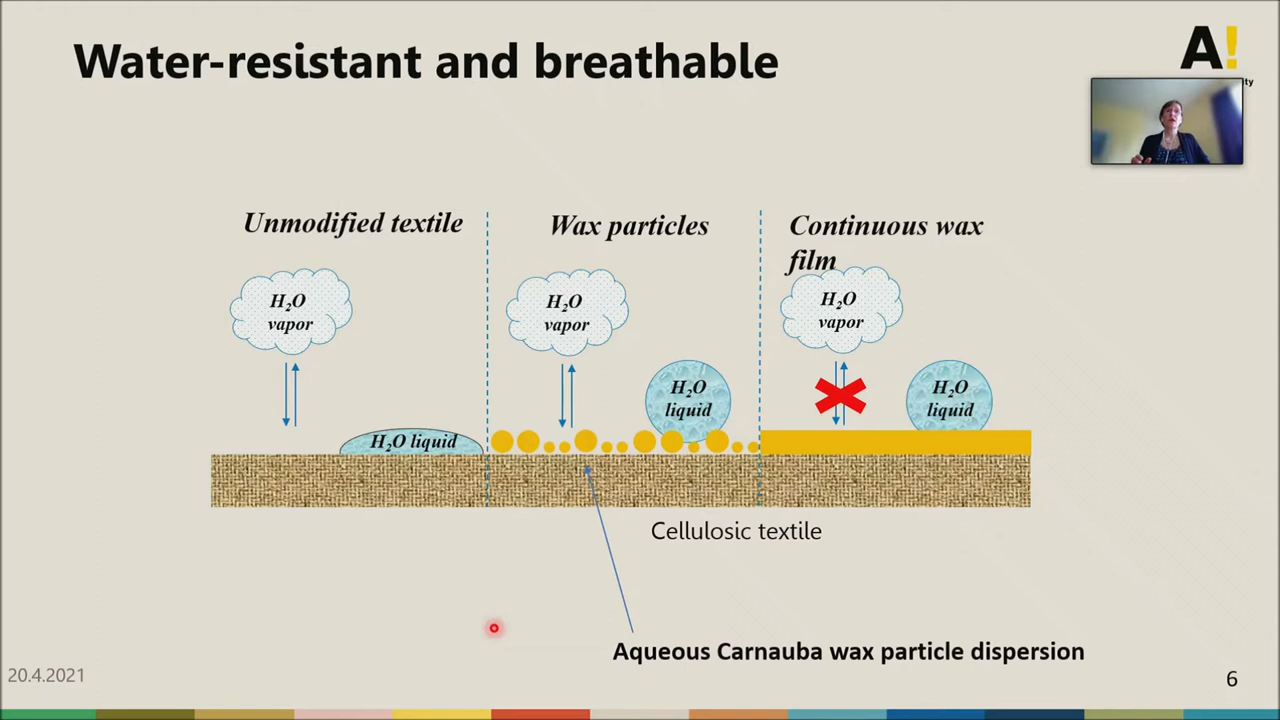 Water-resistant and breathable
A!
ity
Unmodified textile
Wax particles
Continuous wax
film
H₂O
vapor
H₂O
vapor
H₂O
vapor
H₂O liquid
H₂O
liquid
H₂O
liquid
Cellulosic textile
Aqueous Carnauba wax particle dispersion
20.4.2021
6